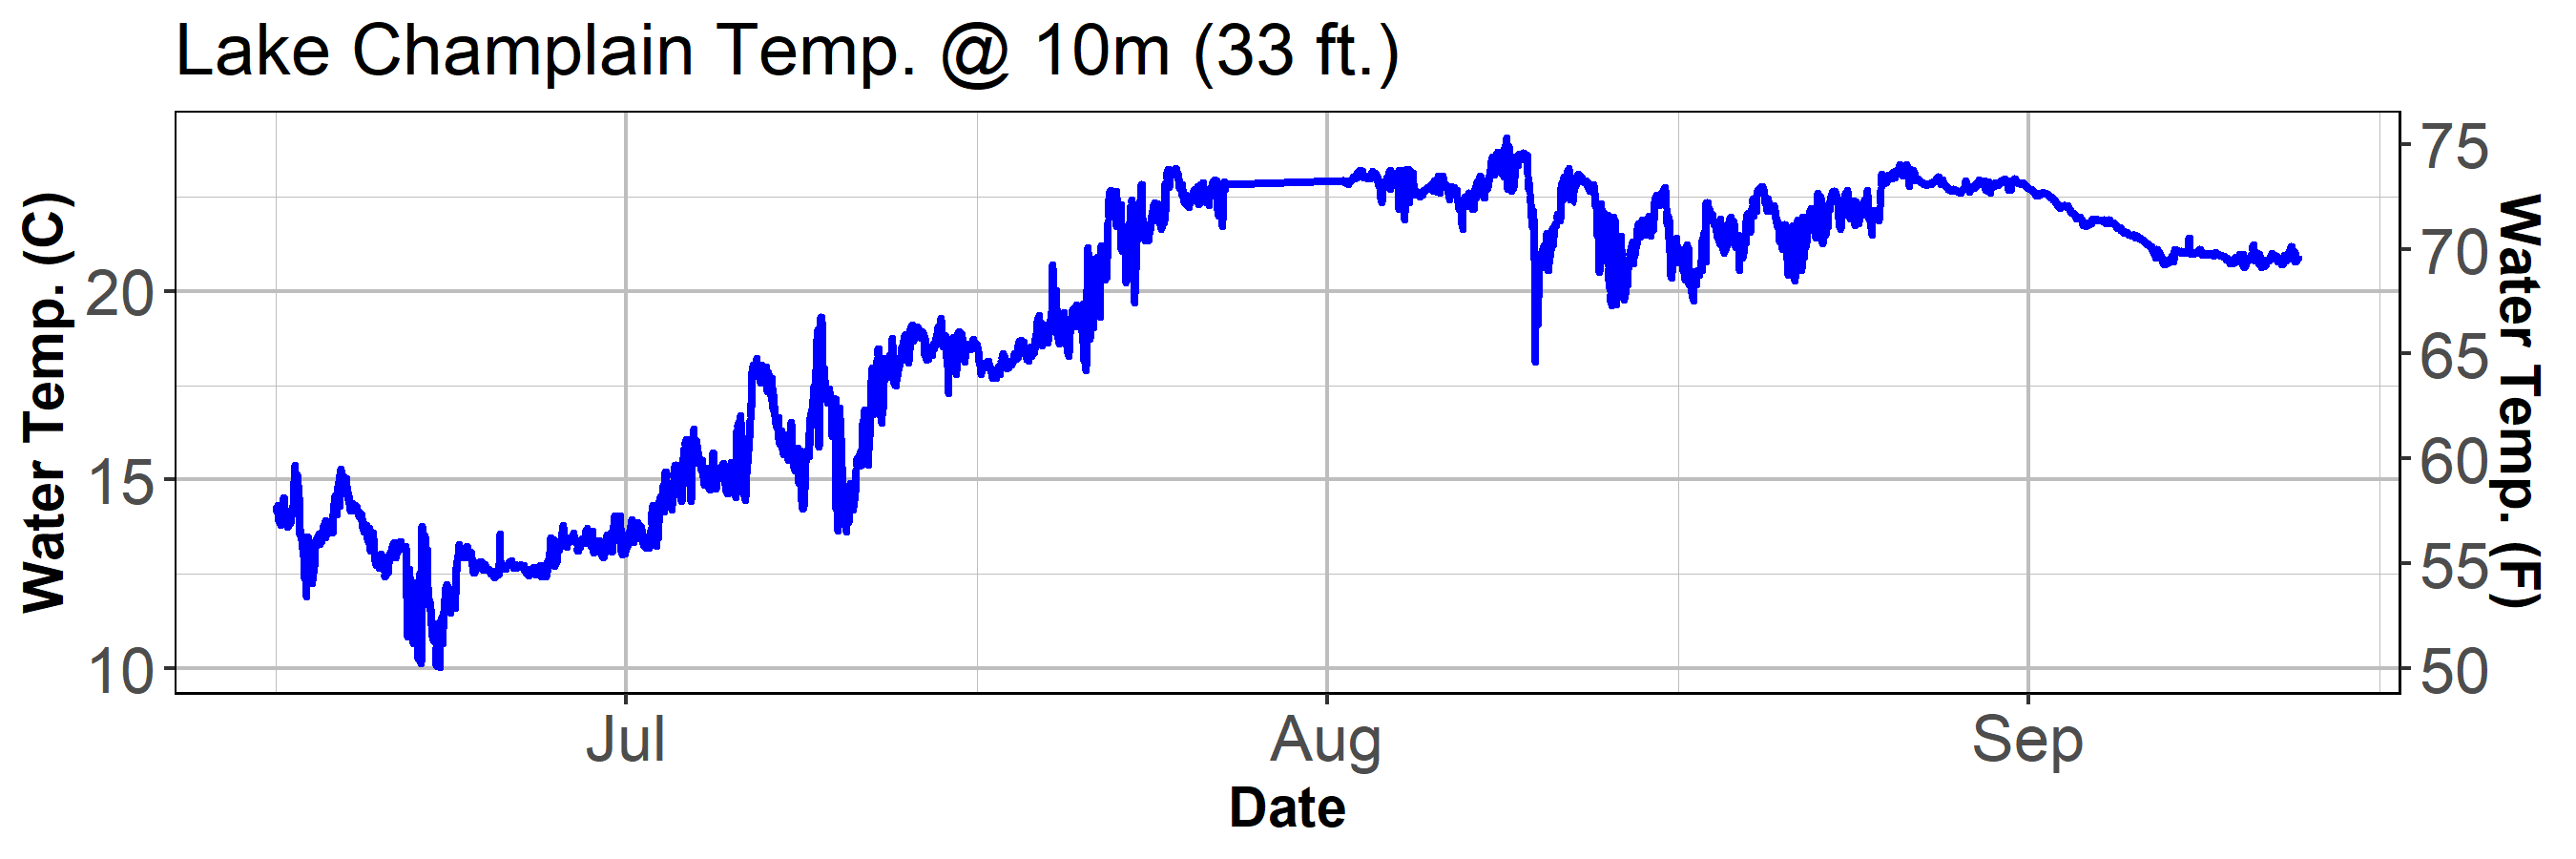 Lake Champlain Temp. @ 10m (33 ft.)
Water Temp. (C)
20
15
10
75
70
65
60
55
50
Water Temp. (F)
Jul
Aug
Sep
Date